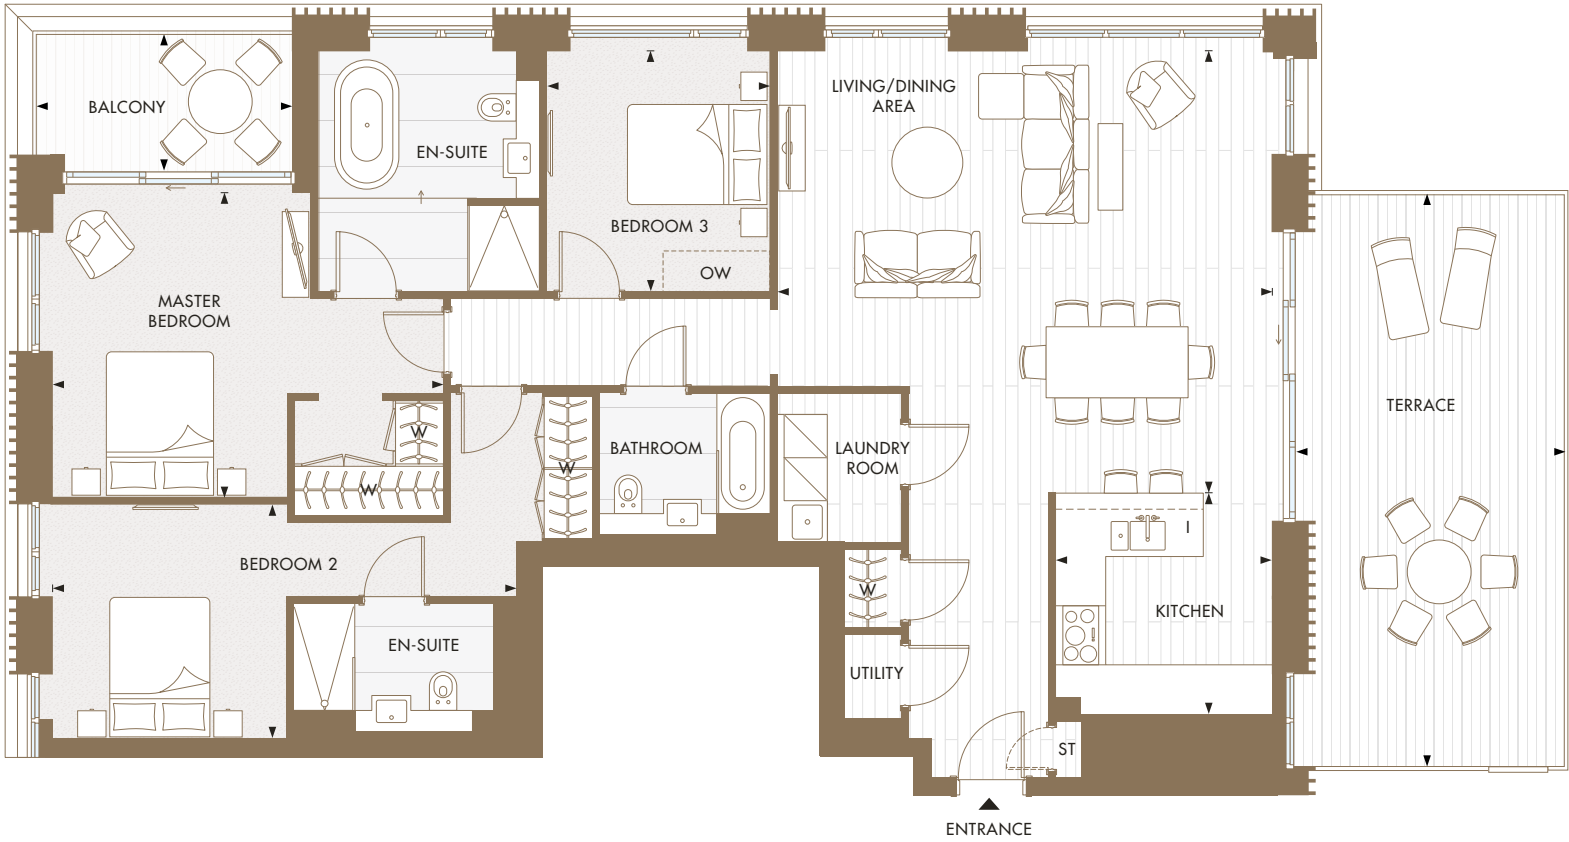 BALCONY
EN-SUITE
LIVING/DINING
AREA
BEDROOM 3
OW
MASTER
BEDROOM
TERRACE
W
W
W
BATHROOM
LAUNDRY
ROOM
I
BEDROOM 2
W
KITCHEN
EN-SUITE
UTILITY
ST
ENTRANCE